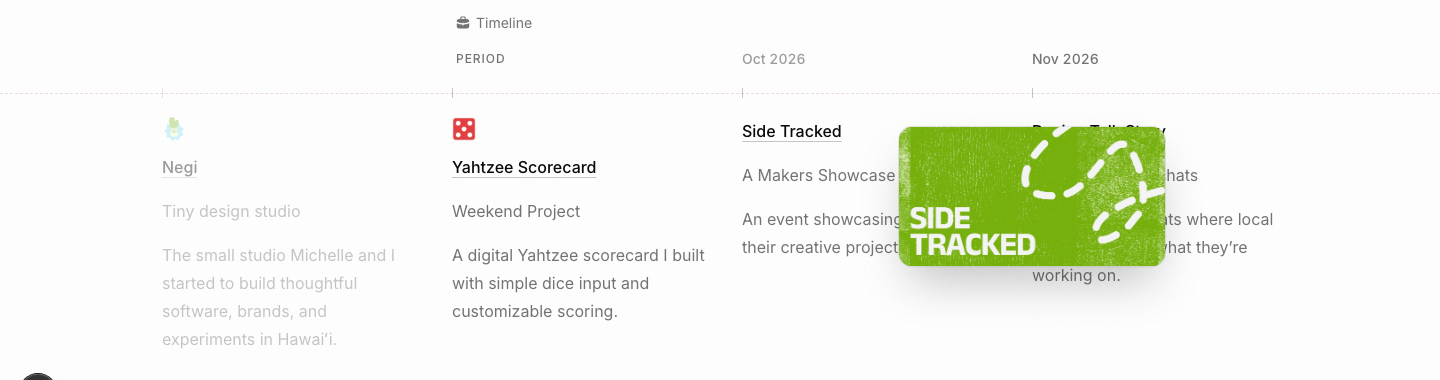 Timeline
PERIOD
Oct 2026
Nov 2026
Negi
Tiny design studio
The small studio Michelle and I
started to build thoughtful
software, brands, and
experiments in Hawaiʻi.
Yahtzee Scorecard
Weekend Project
A digital Yahtzee scorecard I built
with simple dice input and
customizable scoring.
Side Tracked
A Makers Showcase
An event showcasing
their creative project
SIDE
TRACKED
where local
what they’re
working on.